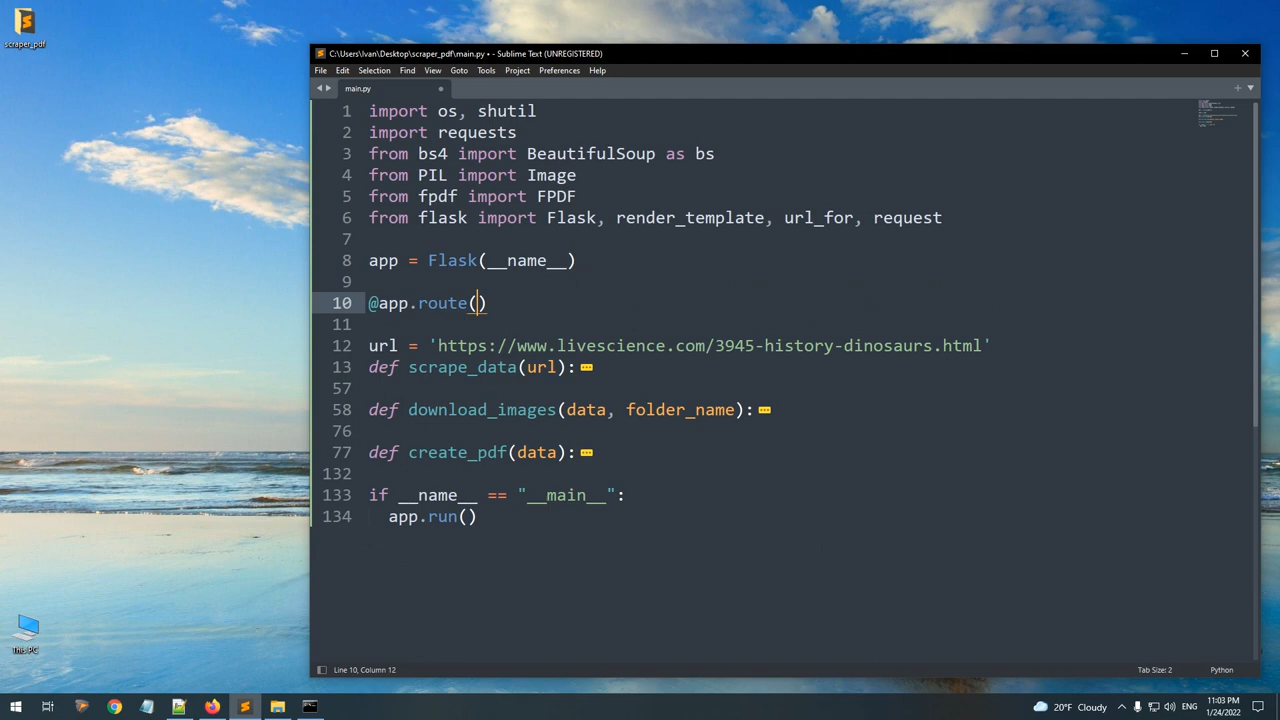 scraper_pdf
C:\Users\Ivan\Desktop\scraper_pdf\main.py • - Sublime Text (UNREGISTERED)
File Edit Selection Find View Goto Tools Project Preferences Help
main.py
1 import os, shutil
2 import requests
3 from bs4 import BeautifulSoup as bs
4 from PIL import Image
5 from fpdf import FPDF
6 from flask import Flask, render_template, url_for, request
7
8 app = Flask(__name__)
9
10 @app.route()
11
12 url = 'https://www.livescience.com/3945-history-dinosaurs.html'
13 def scrape_data(url):
57
58 def download_images(data, folder_name):
76
77 def create_pdf(data):
132
133 if __name__ == "__main__":
134 app.run()
This PC
Line 10, Column 12
Tab Size: 2
Python
20°F Cloudy
ENG
11:03 PM
1/24/2022